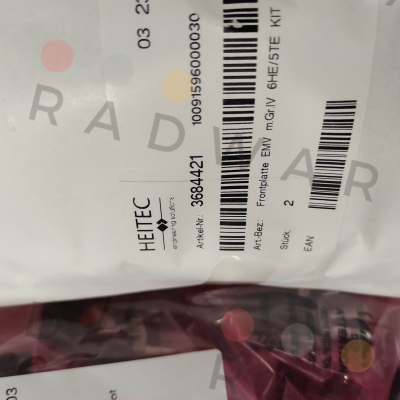 03 23
HEITEC
engineering solutions
Artikel-Nr.: 3684421
10091596000030
Art-Bez.: Frontplatte EMV m.Gr.IV 6HE/5TE KIT
Stück: 2
EAN
RADWAR
03
R